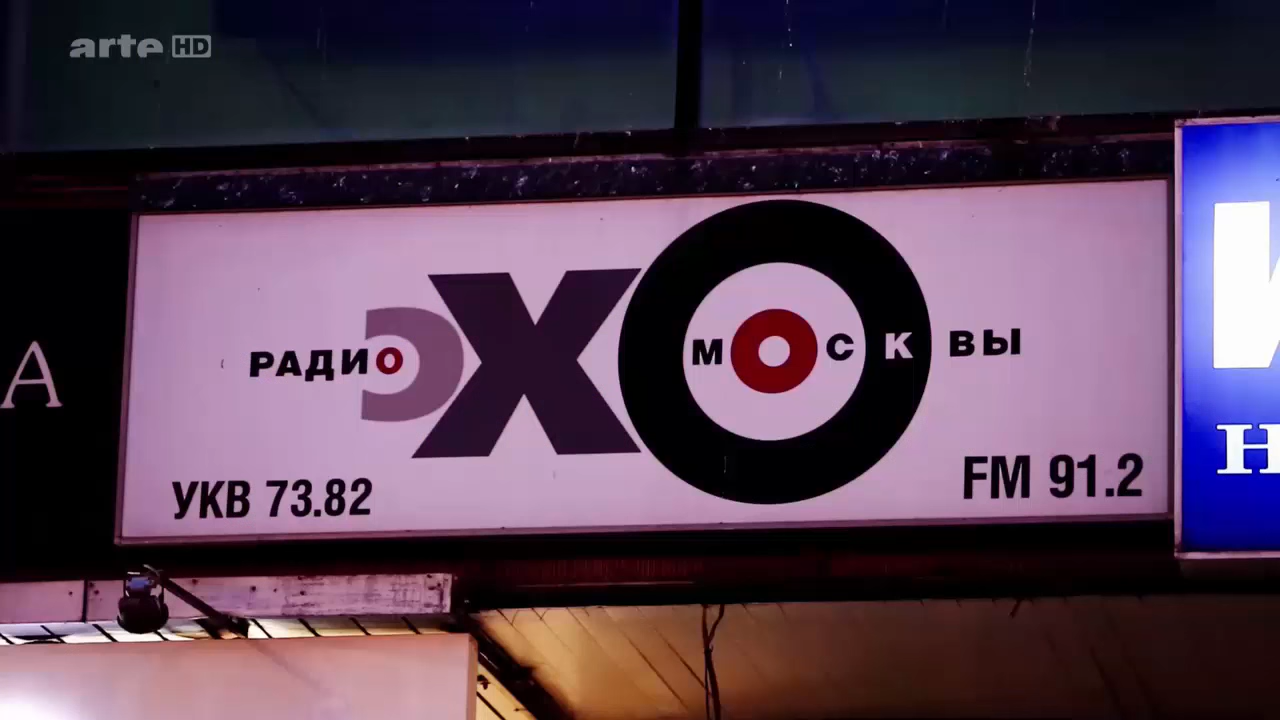 arte HD
РАДИО ЭХО МОСКВЫ
УКВ 73.82
FM 91.2
А
И
Н